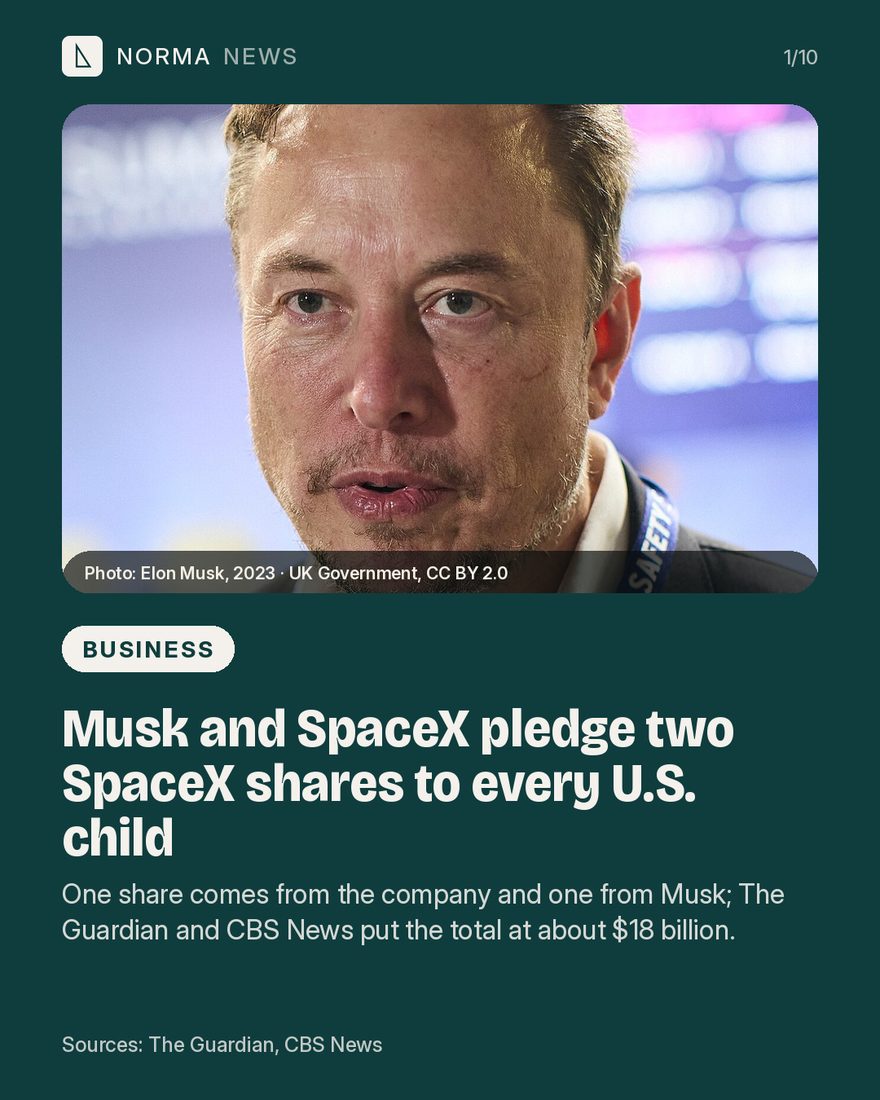 NORMA NEWS
1/10
SAFETY
Photo: Elon Musk, 2023 · UK Government, CC BY 2.0
BUSINESS
Musk and SpaceX pledge two
SpaceX shares to every U.S.
child
One share comes from the company and one from Musk; The
Guardian and CBS News put the total at about $18 billion.
Sources: The Guardian, CBS News